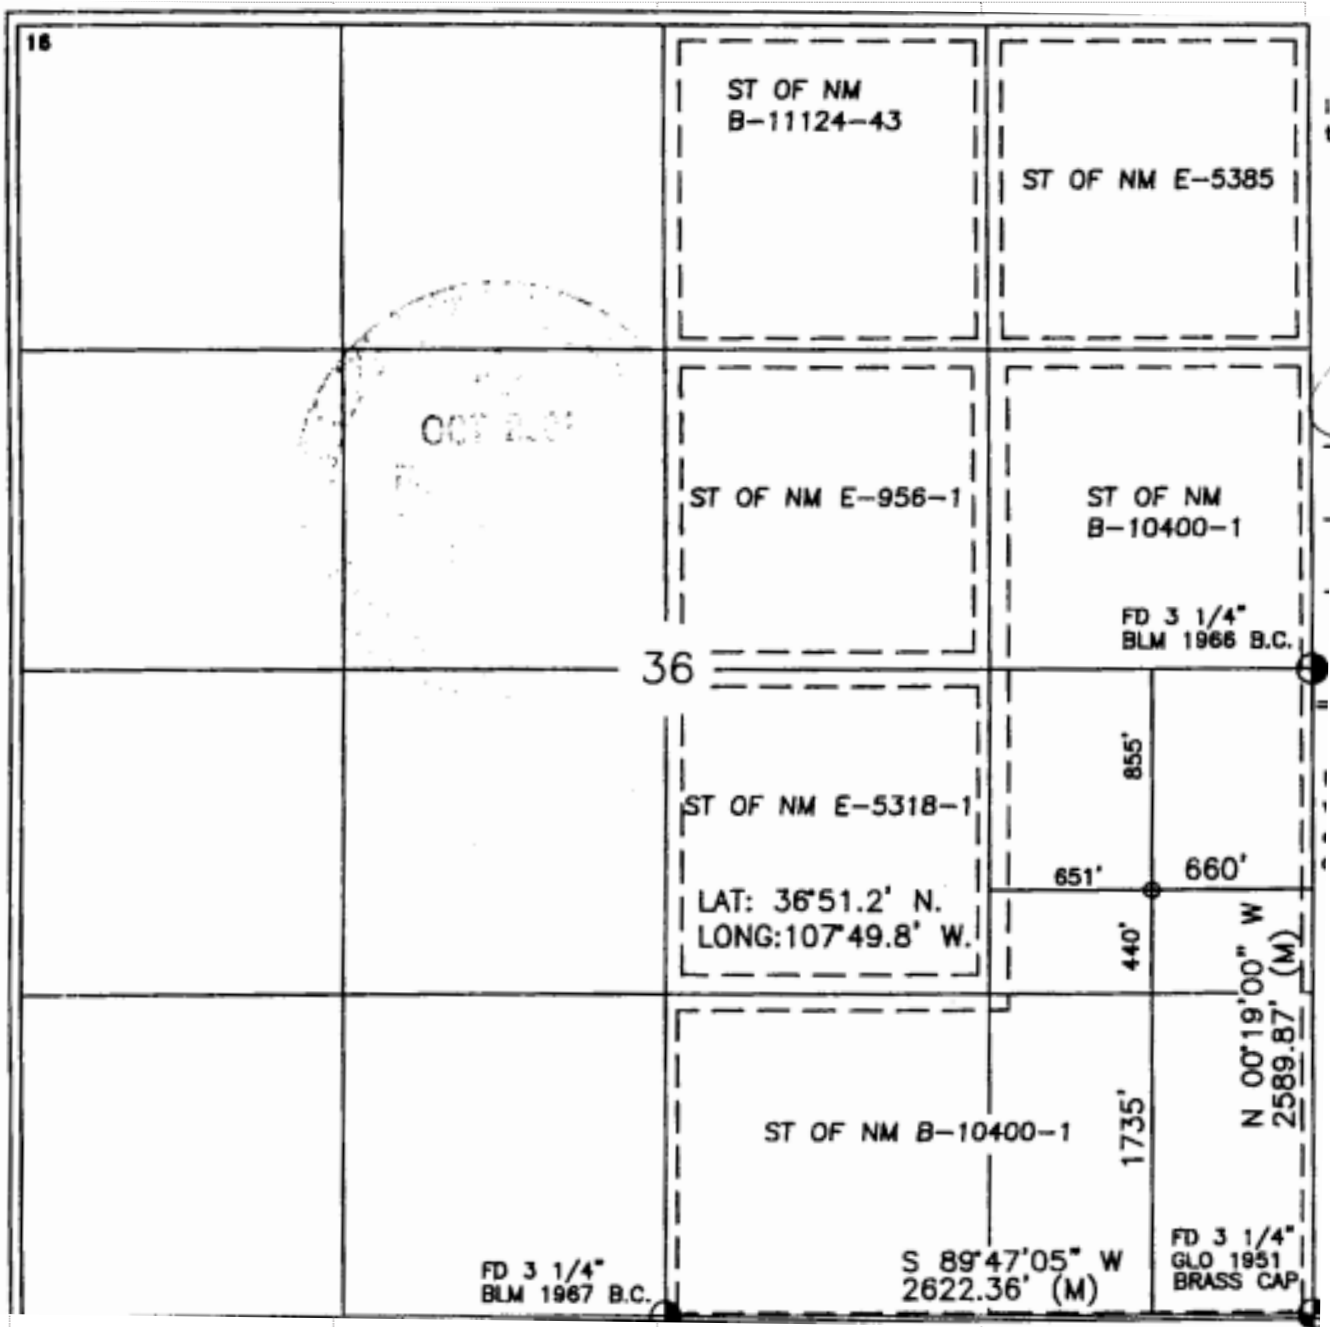 16
ST OF NM
B-11124-43
ST OF NM E-5385
OCT
ST OF NM E-956-1
ST OF NM
B-10400-1
FD 3 1/4"
BLM 1966 B.C.
36
855'
ST OF NM E-5318-1
651'
660'
LAT: 36°51.2' N.
LONG:107°49.8' W.
440'
N 00°19'00" W
2589.87' (M)
ST OF NM B-10400-1
1735'
FD 3 1/4"
BLM 1967 B.C.
S 89°47'05" W
2622.36' (M)
FD 3 1/4"
GLO 1951
BRASS CAP